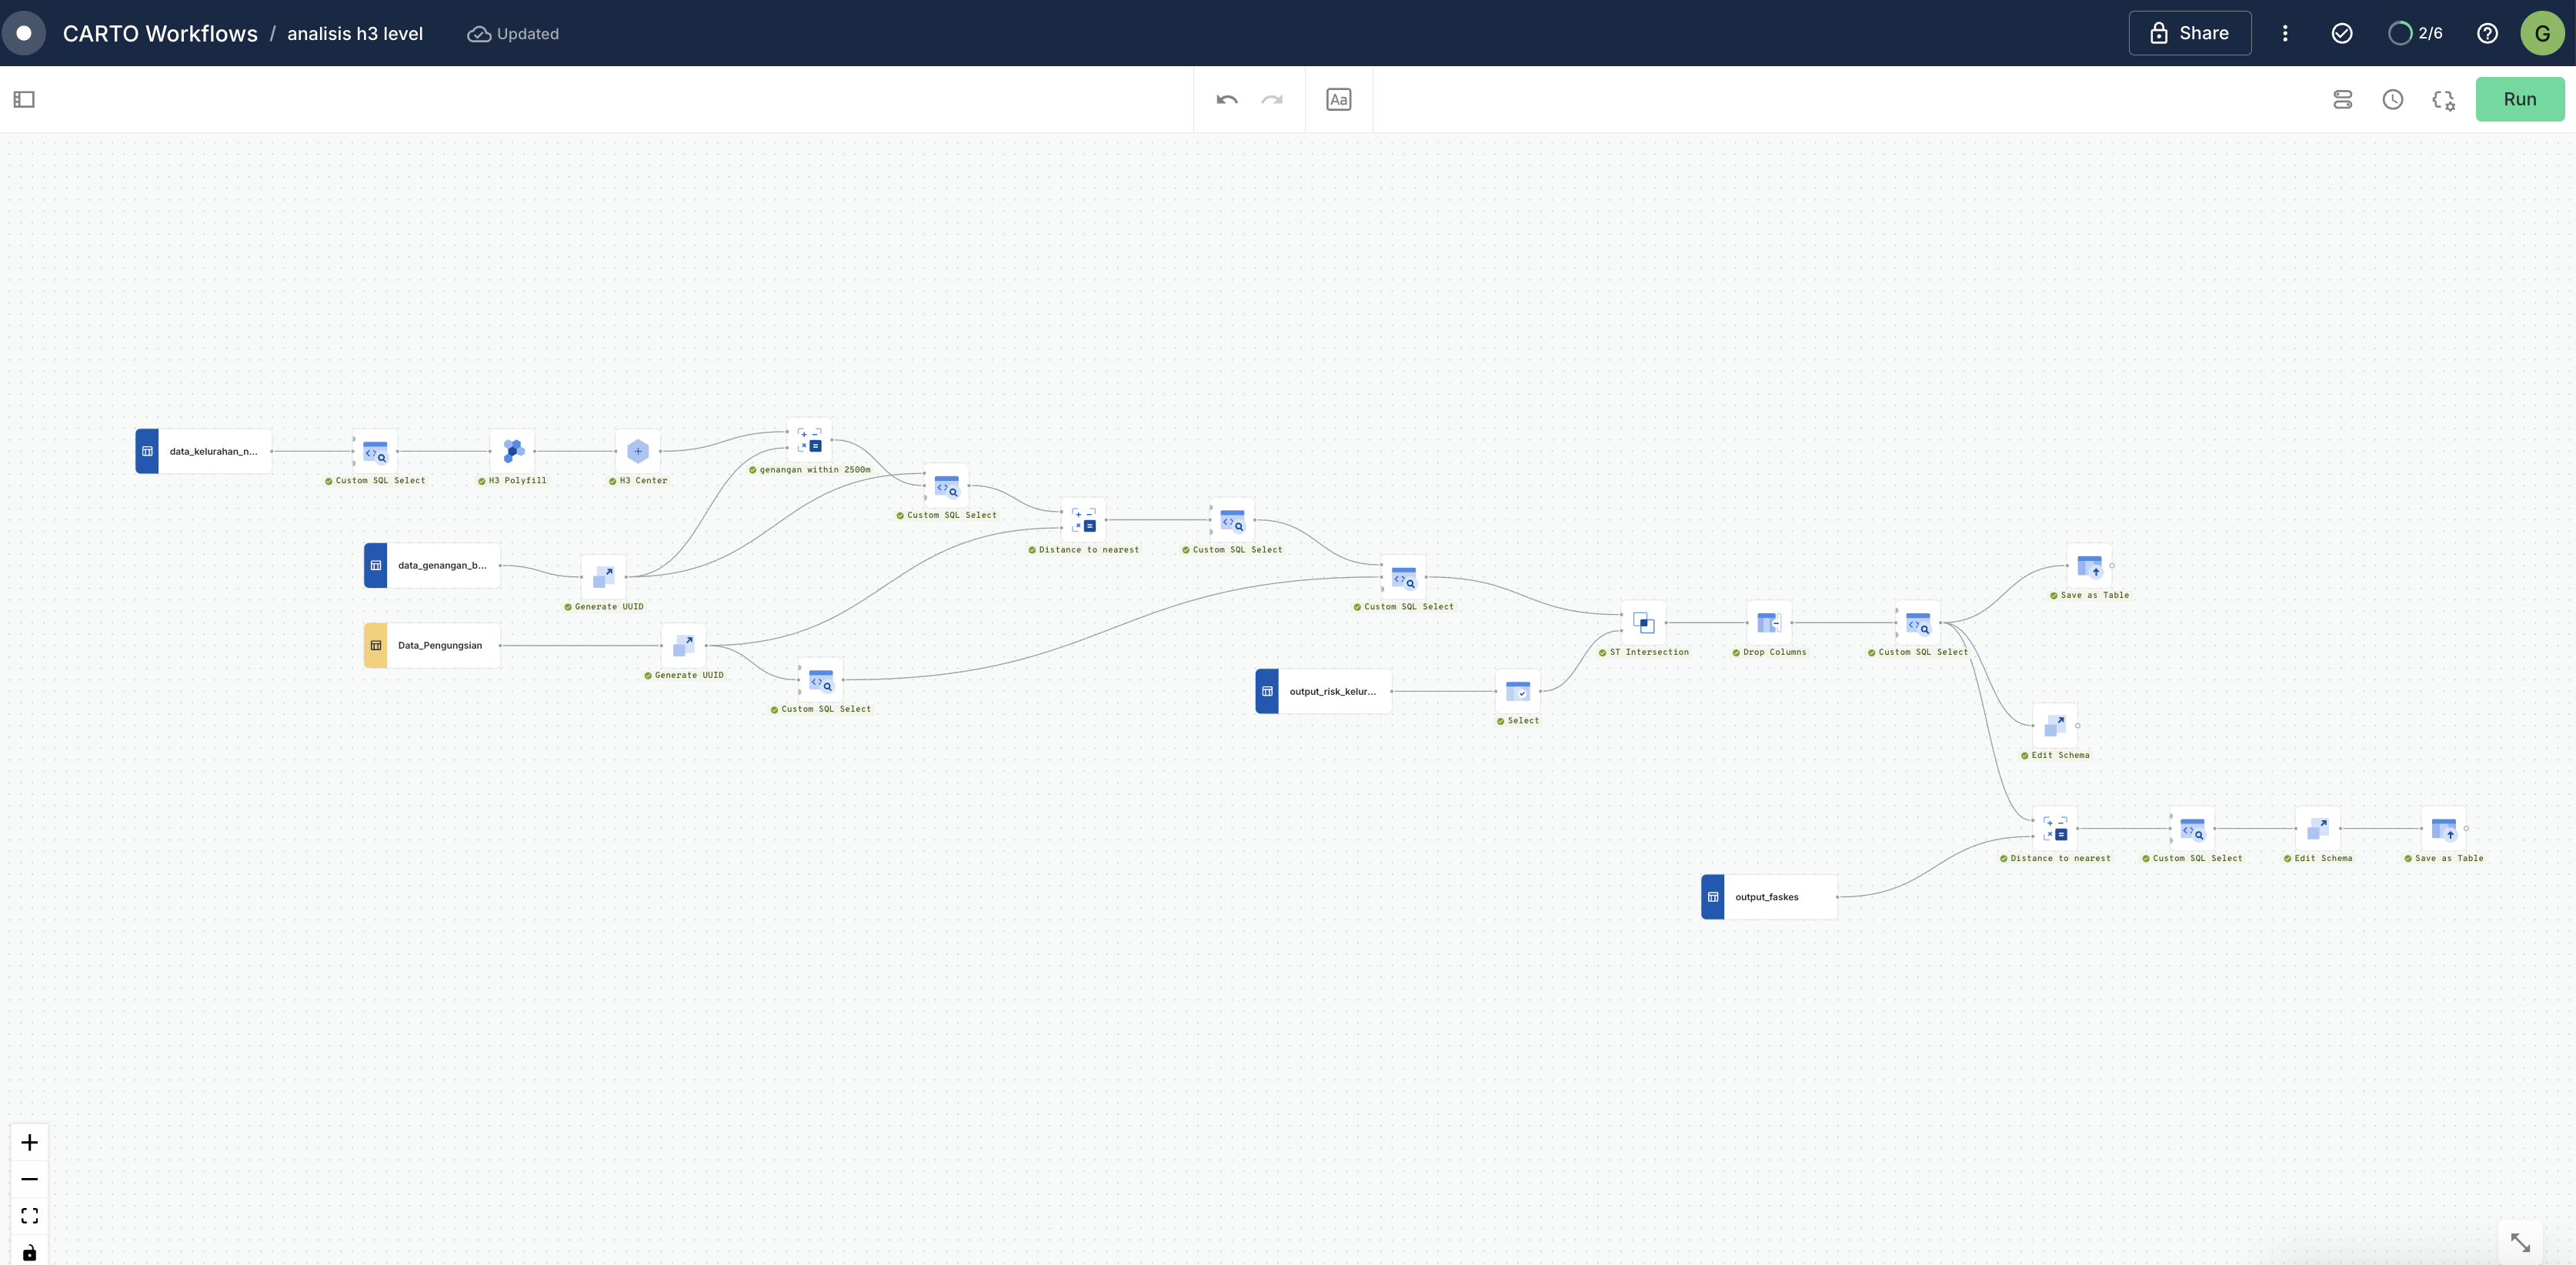 CARTO Workflows / analisis h3 level
Updated
Share
2/6
G
Aa
Run
data_kelurahan_n...
Custom SQL Select
H3 Polyfill
H3 Center
genangan within 2500m
Custom SQL Select
Distance to nearest
Custom SQL Select
data_genangan_b...
Generate UUID
Custom SQL Select
Save as Table
Data_Pengungsian
Generate UUID
Custom SQL Select
ST Intersection
Drop Columns
Custom SQL Select
output_risk_kelur...
Select
Edit Schema
Distance to nearest
Custom SQL Select
Edit Schema
Save as Table
output_faskes